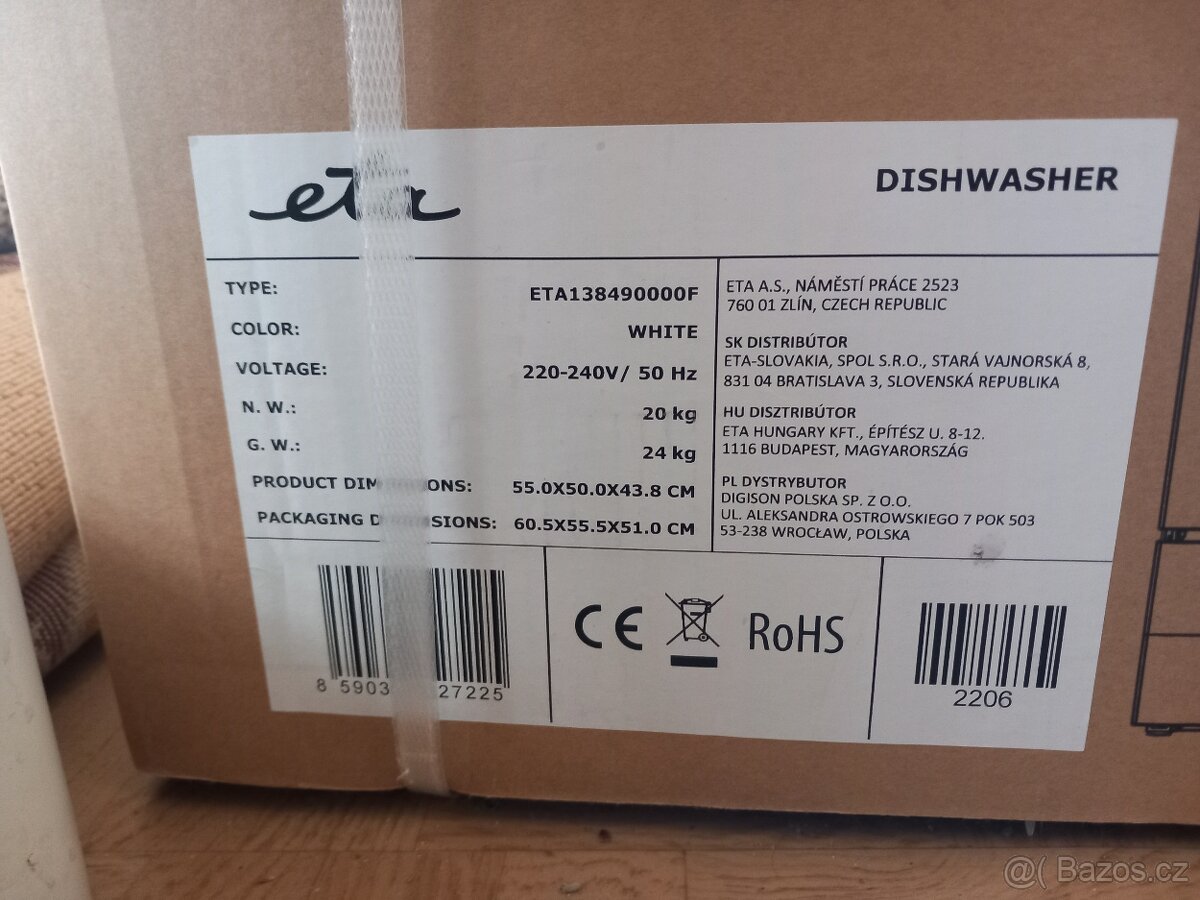 eta
DISHWASHER
TYPE: ETA138490000F
COLOR: WHITE
VOLTAGE: 220-240V/ 50 Hz
N. W.: 20 kg
G. W.: 24 kg
PRODUCT DIMENSIONS: 55.0X50.0X43.8 CM
PACKAGING DIMENSIONS: 60.5X55.5X51.0 CM
ETA A.S., NÁMĚSTÍ PRÁCE 2523
760 01 ZLÍN, CZECH REPUBLIC
SK DISTRIBÚTOR
ETA-SLOVAKIA, SPOL S.R.O., STARÁ VAJNORSKÁ 8,
831 04 BRATISLAVA 3, SLOVENSKÁ REPUBLIKA
HU DISZTRIBÚTOR
ETA HUNGARY KFT., ÉPÍTÉSZ U. 8-12.
1116 BUDAPEST, MAGYARORSZÁG
PL DYSTRYBUTOR
DIGISON POLSKA SP. Z O.O.
UL. ALEKSANDRA OSTROWSKIEGO 7 POK 503
53-238 WROCŁAW, POLSKA
8 5903 27225
CE
RoHS
2206
@( Bazos.cz